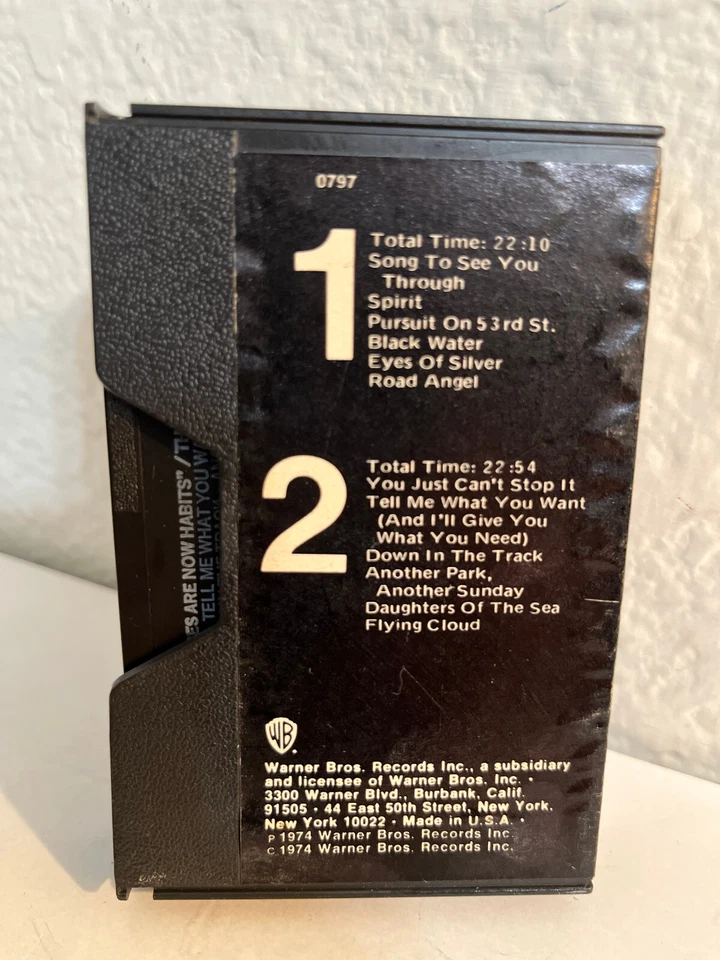 0797
1
Total Time: 22:10
Song To See You
Through
Spirit
Pursuit On 53rd St.
Black Water
Eyes Of Silver
Road Angel
2
Total Time: 22:54
You Just Can't Stop It
Tell Me What You Want
(And I'll Give You
What You Need)
Down In The Track
Another Park,
Another Sunday
Daughters Of The Sea
Flying Cloud
ES ARE NOW HABITS" /
TELL ME WHAT YOU
WB
Warner Bros. Records Inc., a subsidiary
and licensee of Warner Bros. Inc. •
3300 Warner Blvd., Burbank, Calif.
91505 • 44 East 50th Street, New York,
New York 10022 • Made in U.S.A. •
P 1974 Warner Bros. Records Inc.
C 1974 Warner Bros. Records Inc.